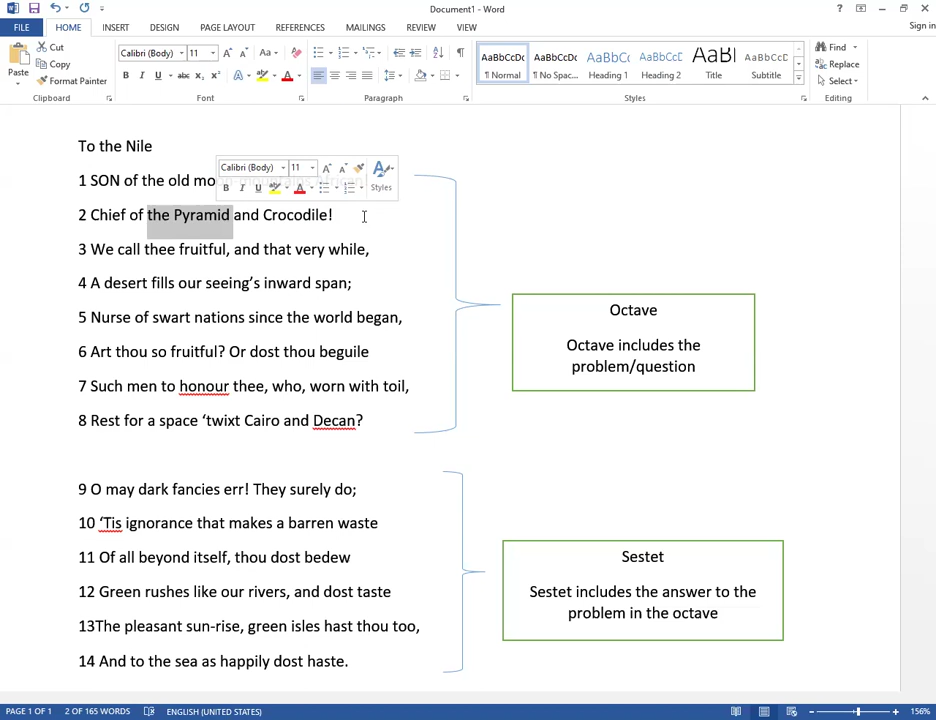 Document1 - Word
Sign in
FILE HOME INSERT DESIGN PAGE LAYOUT REFERENCES MAILINGS REVIEW VIEW
Paste
Cut
Copy
Format Painter
Clipboard
Calibri (Body) 11
Font
Paragraph
AaBbCcDc AaBbCcDc AaBbCc AaBbCcD AaBI AaBbCcD
¶ Normal ¶ No Spac... Heading 1 Heading 2 Title Subtitle
Styles
Find
Replace
Select
Editing
To the Nile
Calibri (Body) 11
Styles
1 SON of the old moon-mountains African!
2 Chief of the Pyramid and Crocodile!
3 We call thee fruitful, and that very while,
4 A desert fills our seeing’s inward span;
5 Nurse of swart nations since the world began,
6 Art thou so fruitful? Or dost thou beguile
7 Such men to honour thee, who, worn with toil,
8 Rest for a space ‘twixt Cairo and Decan?
Octave
Octave includes the
problem/question
9 O may dark fancies err! They surely do;
10 ‘Tis ignorance that makes a barren waste
11 Of all beyond itself, thou dost bedew
12 Green rushes like our rivers, and dost taste
13The pleasant sun-rise, green isles hast thou too,
14 And to the sea as happily dost haste.
Sestet
Sestet includes the answer to the
problem in the octave
PAGE 1 OF 1 2 OF 165 WORDS ENGLISH (UNITED STATES) 156%